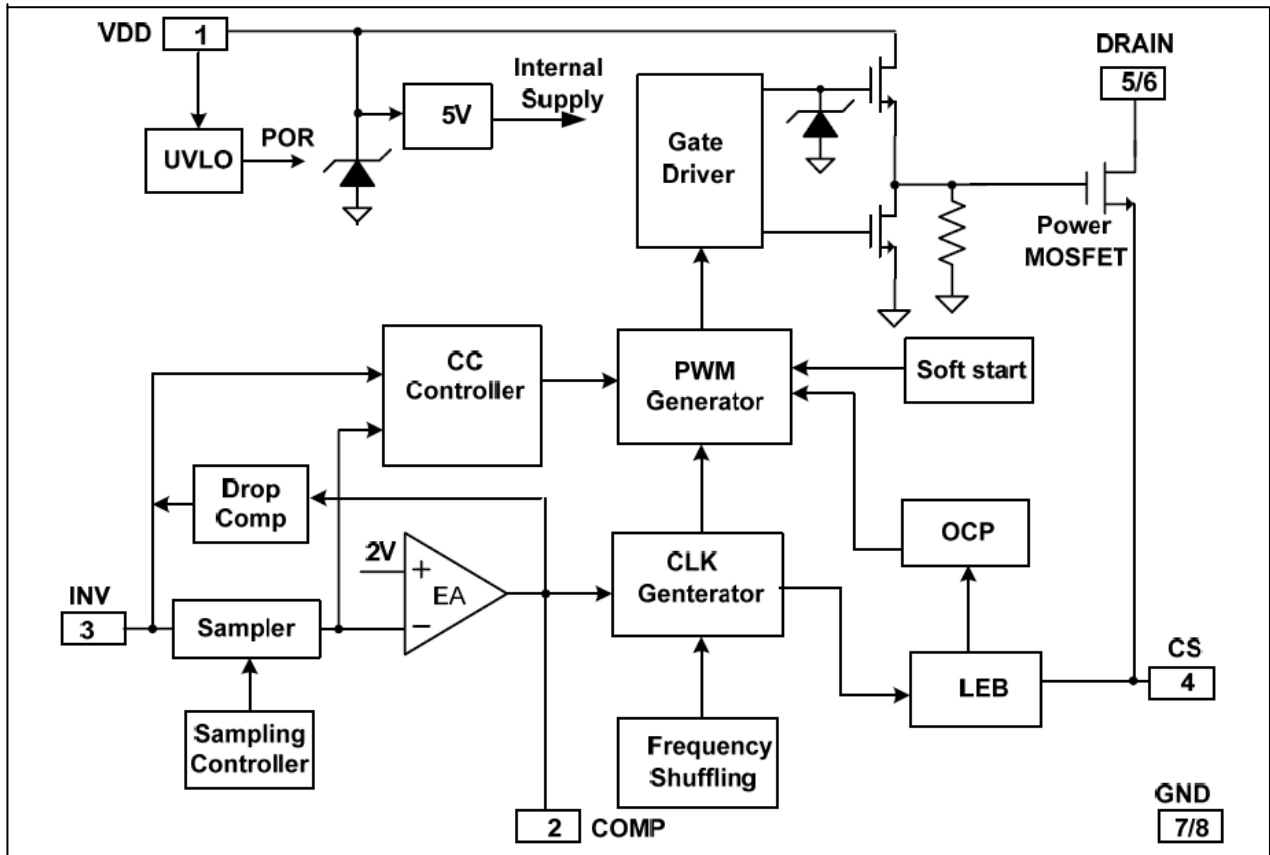 VDD
1
DRAIN
5/6
Internal
Supply
5V
POR
UVLO
Gate
Driver
Power
MOSFET
CC
Controller
PWM
Generator
Soft start
Drop
Comp
2V
+
EA
−
CLK
Genterator
OCP
INV
3
Sampler
LEB
CS
4
Sampling
Controller
Frequency
Shuffling
2
COMP
GND
7/8